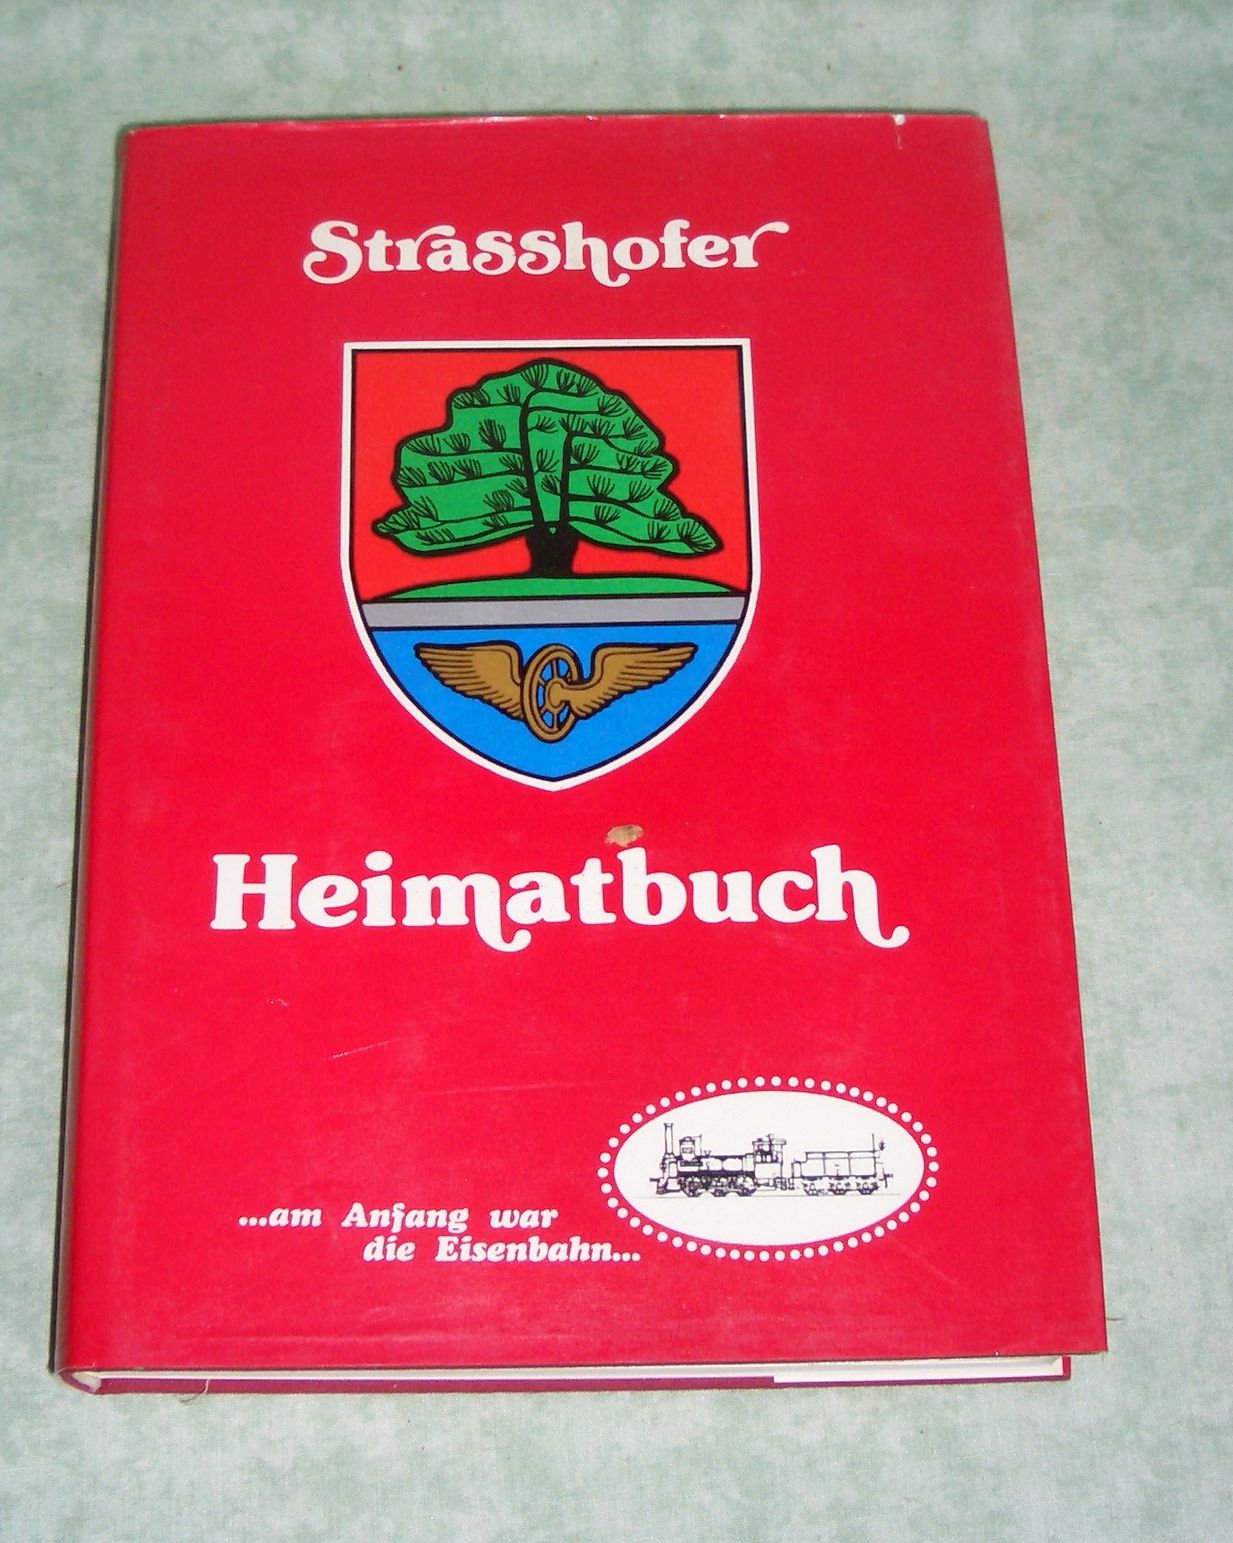 Strasshofer
Heimatbuch
...am Anfang war
die Eisenbahn...